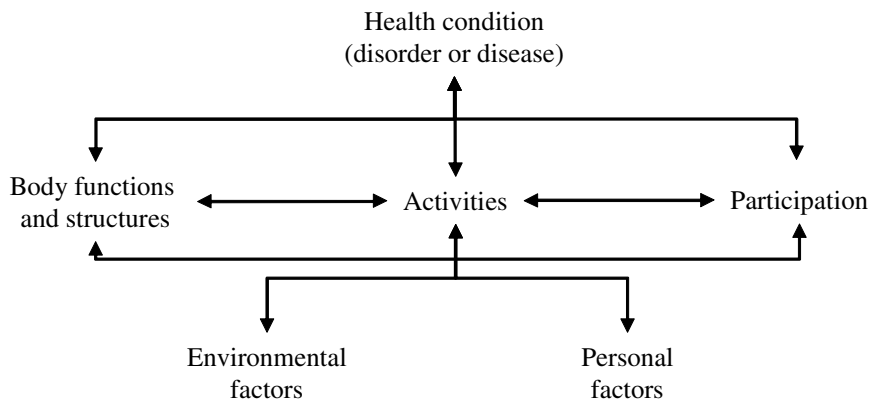 Health condition
(disorder or disease)
Body functions
and structures
Activities
Participation
Environmental
factors
Personal
factors